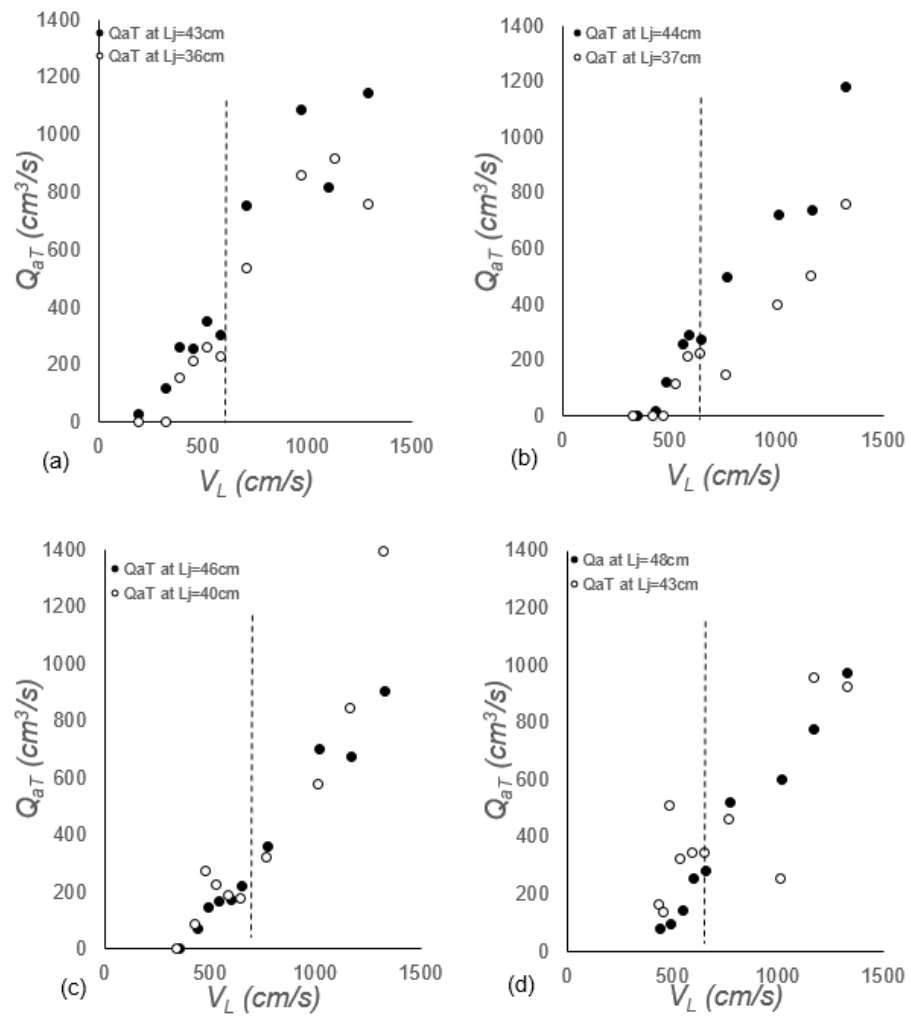 1400
QaT at Lj=43cm
QaT at Lj=36cm
1200
1000
800
600
400
200
0
QaT (cm³/s)
0 500 1000 1500
(a)
VL (cm/s)
1400
QaT at Lj=44cm
QaT at Lj=37cm
1200
1000
800
600
400
200
0
QaT (cm³/s)
0 500 1000 1500
(b)
VL (cm/s)
1400
QaT at Lj=46cm
QaT at Lj=40cm
1200
1000
800
600
400
200
0
QaT (cm³/s)
0 500 1000 1500
(c)
VL (cm/s)
1400
Qa at Lj=48cm
QaT at Lj=43cm
1200
1000
800
600
400
200
0
QaT (cm³/s)
0 500 1000 1500
(d)
VL (cm/s)